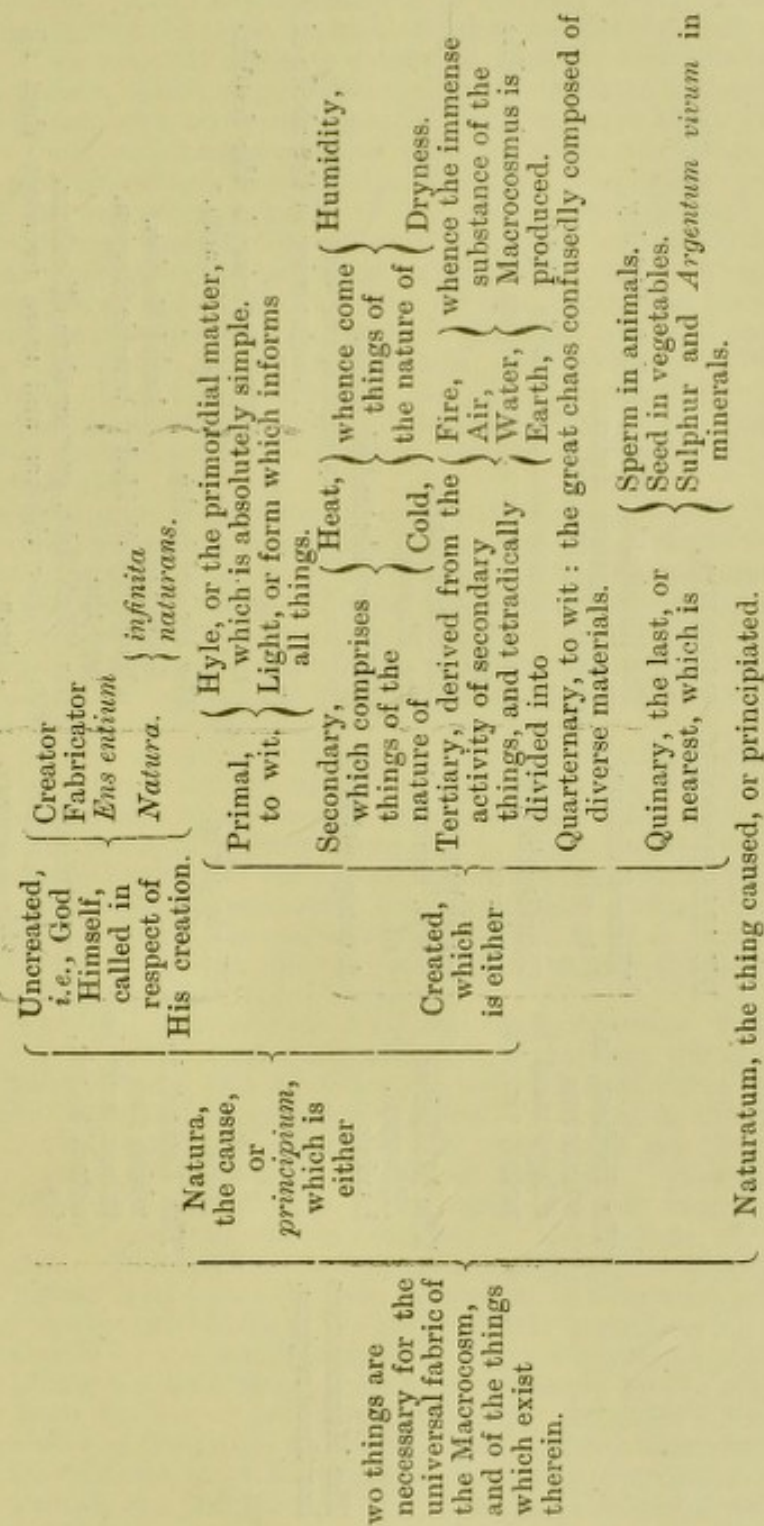 wo things are
necessary for the
universal fabric of
the Macrocosm,
and of the things
which exist
therein.
Natura,
the cause,
or
principium,
which is
either
Uncreated,
i.e., God
Himself,
called in
respect of
His creation.
Creator
Fabricator
Ens entium
Natura.
infinita
naturans.
Created,
which
is either
Primal,
to wit.
Hyle, or the primordial matter,
which is absolutely simple.
Light, or form which informs
all things.
Secondary,
which comprises
things of the
nature of
Heat,
Cold,
whence come
things of
the nature of
Humidity,
Dryness.
Tertiary, derived from the
activity of secondary
things, and tetradically
divided into
Fire,
Air,
Water,
Earth,
whence the immense
substance of the
Macrocosmus is
produced.
Quarternary, to wit : the great chaos confusedly composed of
diverse materials.
Quinary, the last, or
nearest, which is
Sperm in animals.
Seed in vegetables.
Sulphur and Argentum vivum in
minerals.
Naturatum, the thing caused, or principiated.